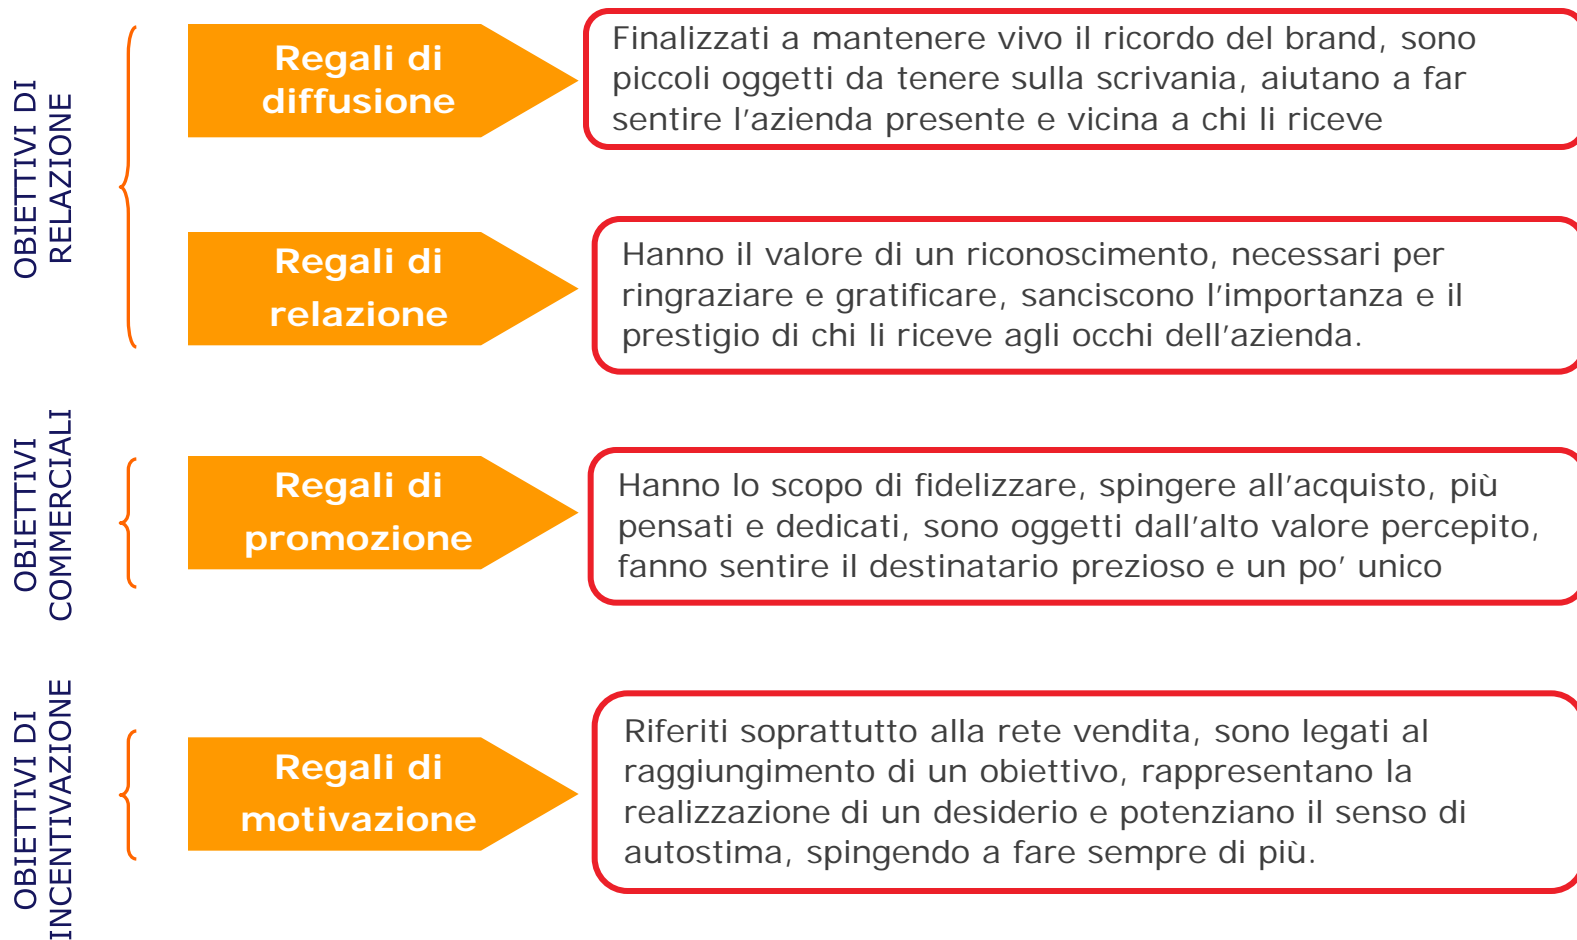 OBIETTIVI DI
RELAZIONE
Regali di
diffusione
Finalizzati a mantenere vivo il ricordo del brand, sono
piccoli oggetti da tenere sulla scrivania, aiutano a far
sentire l’azienda presente e vicina a chi li riceve
Regali di
relazione
Hanno il valore di un riconoscimento, necessari per
ringraziare e gratificare, sanciscono l’importanza e il
prestigio di chi li riceve agli occhi dell’azienda.
OBIETTIVI
COMMERCIALI
Regali di
promozione
Hanno lo scopo di fidelizzare, spingere all’acquisto, più
pensati e dedicati, sono oggetti dall’alto valore percepito,
fanno sentire il destinatario prezioso e un po’ unico
OBIETTIVI DI
INCENTIVAZIONE
Regali di
motivazione
Riferiti soprattutto alla rete vendita, sono legati al
raggiungimento di un obiettivo, rappresentano la
realizzazione di un desiderio e potenziano il senso di
autostima, spingendo a fare sempre di più.